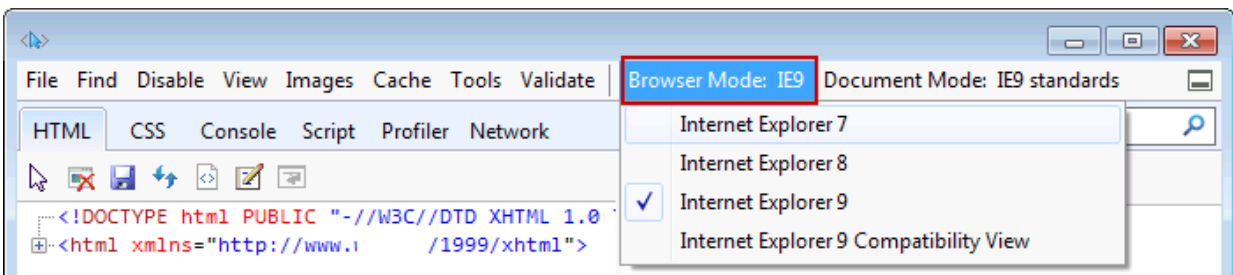 File Find Disable View Images Cache Tools Validate Browser Mode: IE9 Document Mode: IE9 standards
HTML CSS Console Script Profiler Network
Internet Explorer 7
Internet Explorer 8
Internet Explorer 9
Internet Explorer 9 Compatibility View
<!DOCTYPE html PUBLIC "-//W3C//DTD XHTML 1.0
<html xmlns="http://www. /1999/xhtml">